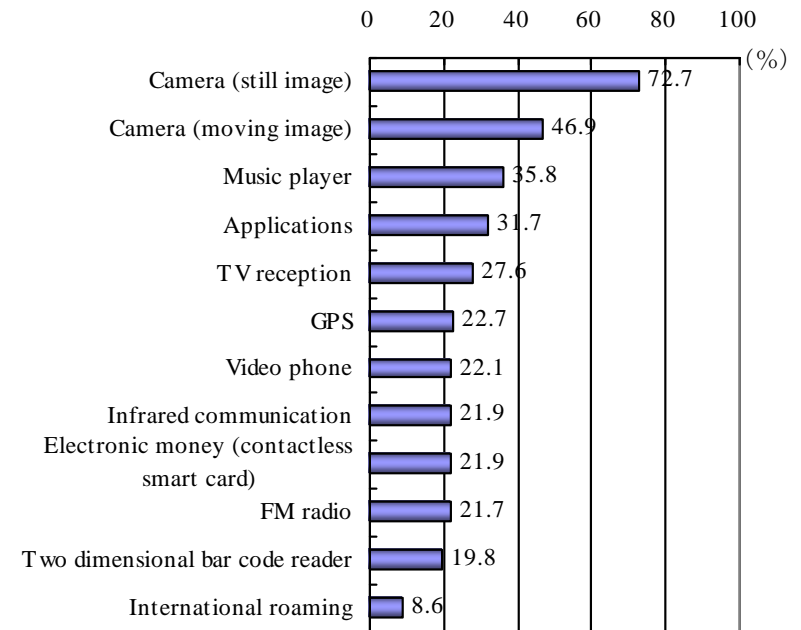 0 20 40 60 80 100
(%)
Camera (still image) 72.7
Camera (moving image) 46.9
Music player 35.8
Applications 31.7
TV reception 27.6
GPS 22.7
Video phone 22.1
Infrared communication 21.9
Electronic money (contactless
smart card) 21.9
FM radio 21.7
Two dimensional bar code reader 19.8
International roaming 8.6